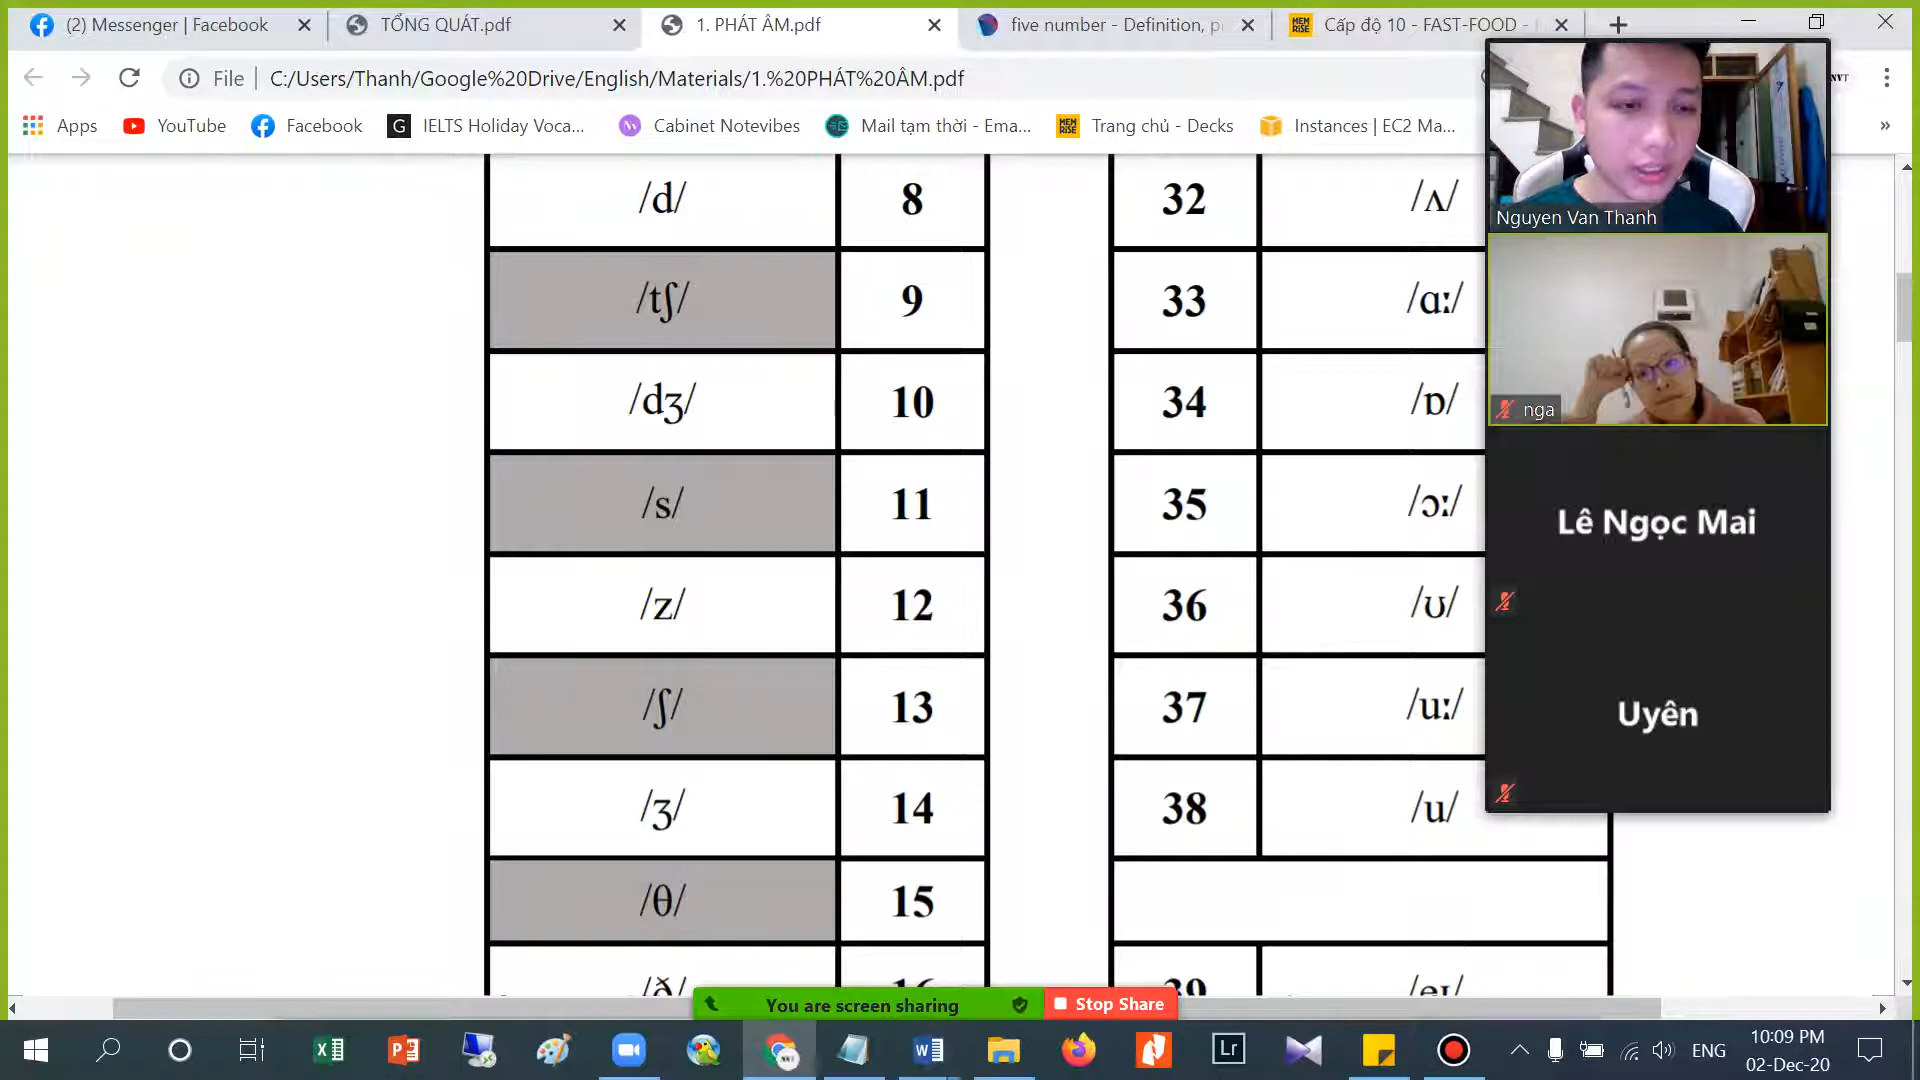 (2) Messenger | Facebook
TỔNG QUÁT.pdf
1. PHÁT ÂM.pdf
five number - Definition, p
Cấp độ 10 - FAST-FOOD -
File
C:/Users/Thanh/Google%20Drive/English/Materials/1.%20PHÁT%20ÂM.pdf
Apps
YouTube
Facebook
G
IELTS Holiday Voca...
Cabinet Notevibes
Mail tạm thời - Ema...
Trang chủ - Decks
Instances | EC2 Ma...
»
/d/ 8 32 /ʌ/
/tʃ/ 9 33 /ɑː/
/dʒ/ 10 34 /ɒ/
/s/ 11 35 /ɔː/
/z/ 12 36 /ʊ/
/ʃ/ 13 37 /uː/
/ʒ/ 14 38 /u/
/θ/ 15
/ð/ 16 39 /eɪ/
Nguyen Van Thanh
nga
Lê Ngọc Mai
Uyên
You are screen sharing
Stop Share
Lr
ENG
10:09 PM
02-Dec-20